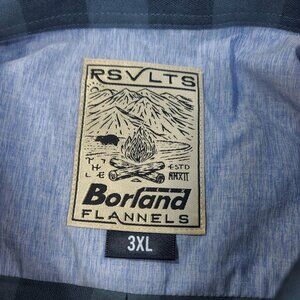 RSVLTS
ESTD
MMXII
Borland
FLANNELS
3XL